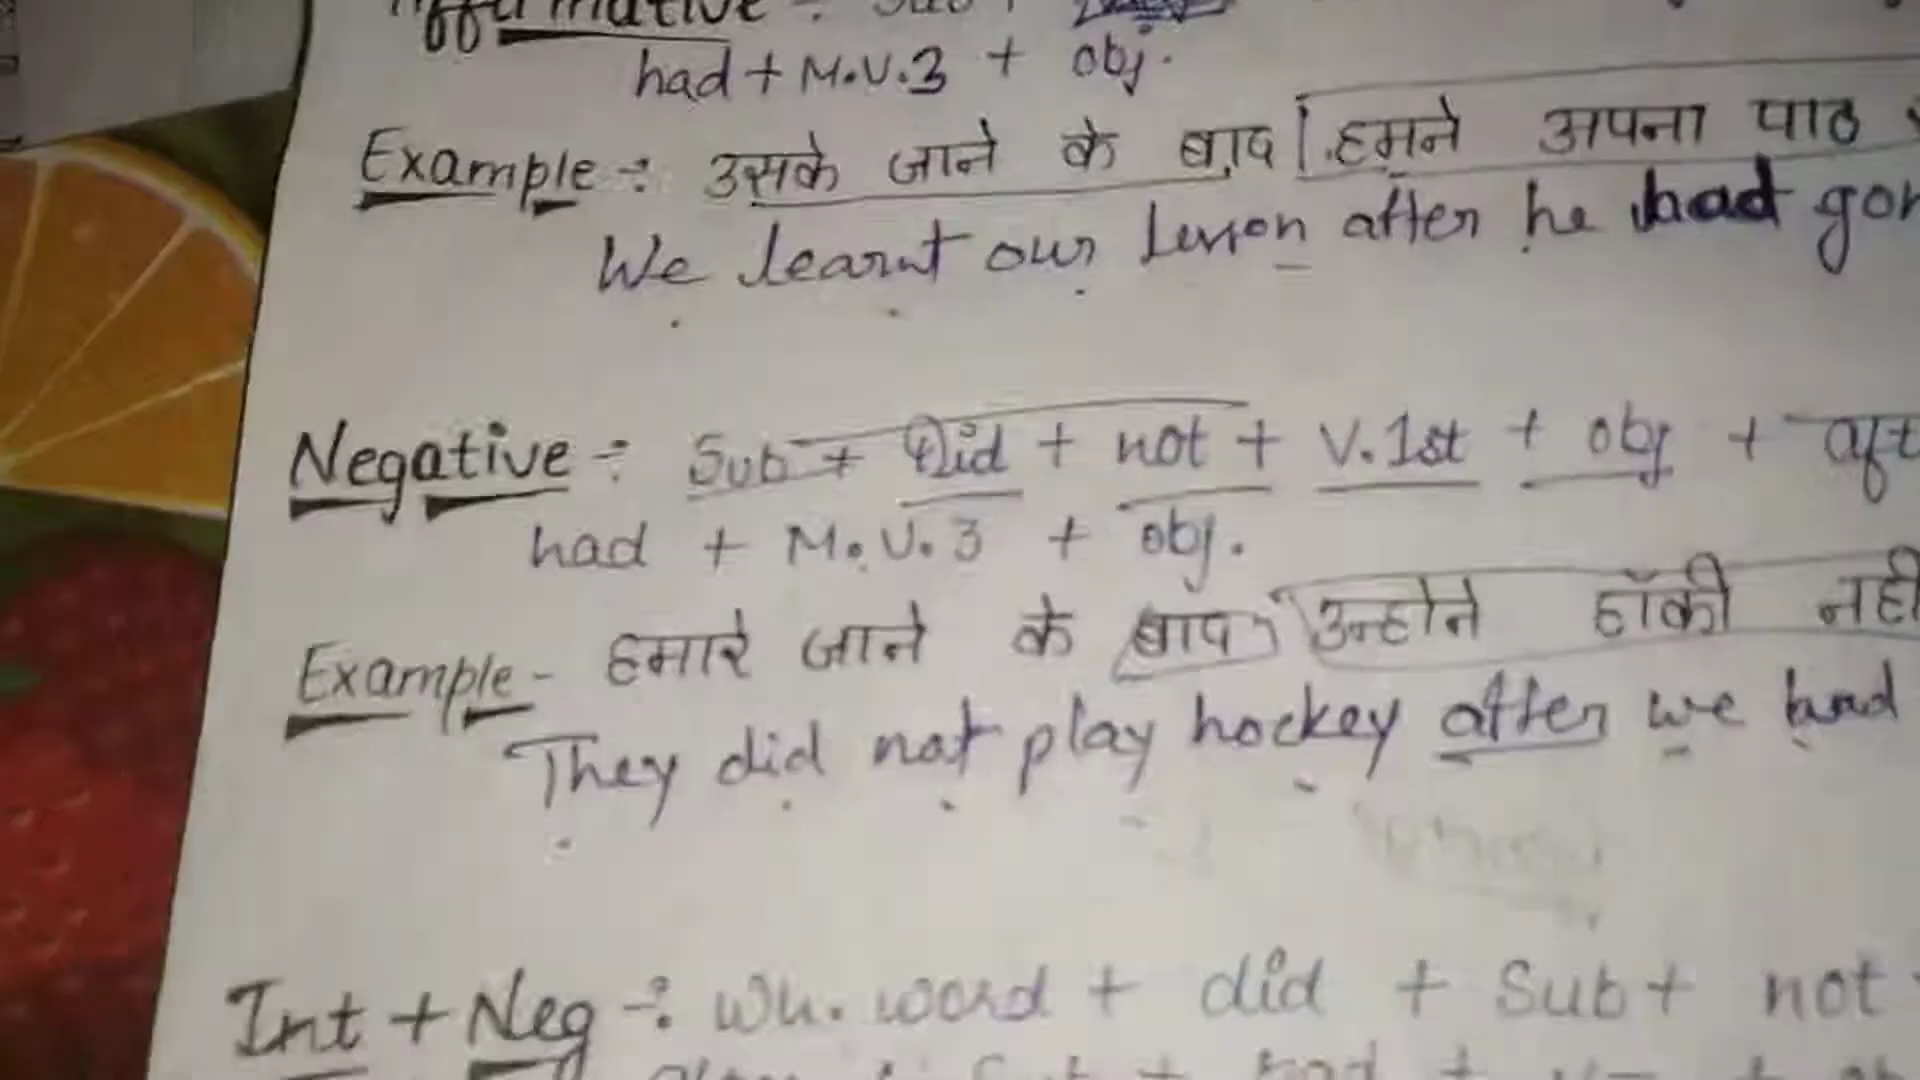 Affirmative ÷ Sub +
had + M.V.3 + obj.
Example ÷ उसके जाने के बाद | हमने अपना पाठ
We learnt our lesson after he had
Negative ÷ Sub + Did + not + V.1st + obj +
had + M.V.3 + obj.
Example - हमारे जाने के बाद उन्होने हॉकी नही
They did not play hockey after we had
Int + Neg ÷ Wh. word + did + Sub + not